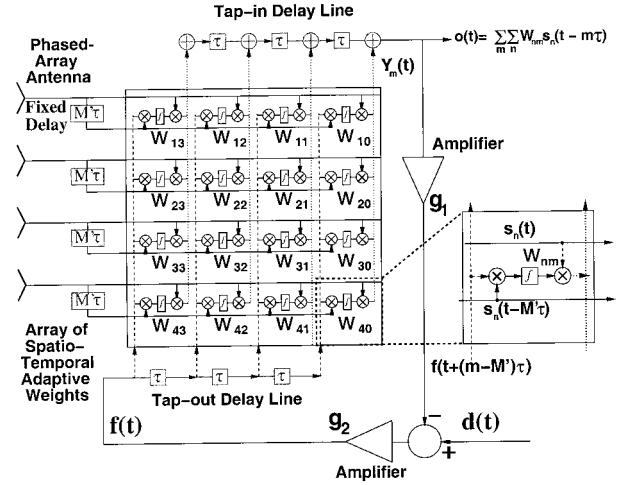 Tap-in Delay Line
Phased-
Array
Antenna
τ τ τ
o(t)= Σ Σ W_nm s_n(t - mτ)
m n
Y_m(t)
Fixed
Delay
M'τ
W_13 W_12 W_11 W_10
Amplifier
g_1
M'τ
W_23 W_22 W_21 W_20
M'τ
W_33 W_32 W_31 W_30
s_n(t)
W_nm
∫
s_n(t-M'τ)
M'τ
W_43 W_42 W_41 W_40
Array of
Spatio-
Temporal
Adaptive
Weights
τ τ τ
f(t+(m-M')τ)
Tap-out Delay Line
f(t)
g_2
Amplifier
−
+
d(t)